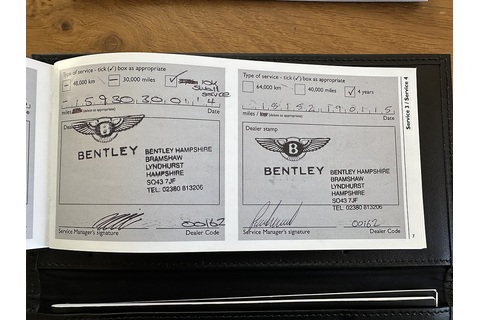 Type of service - tick (✓) box as appropriate
48,000 km
30,000 miles
10k
Small
service
15930 30 01 14
miles / km (delete as appropriate)
Date
Dealer stamp
B
BENTLEY
BENTLEY HAMPSHIRE
BRAMSHAW
LYNDHURST
HAMPSHIRE
SO43 7JF
TEL: 02380 813206
00162
Service Manager's signature
Dealer Code
Type of service - tick (✓) box as appropriate
64,000 km
40,000 miles
4 years
miles / km (delete as appropriate)
Date
Dealer stamp
B
BENTLEY
BENTLEY HAMPSHIRE
BRAMSHAW
LYNDHURST
HAMPSHIRE
SO43 7JF
TEL: 02380 813206
00162
Service Manager's signature
Dealer Code
Service 3 / Service 4
7